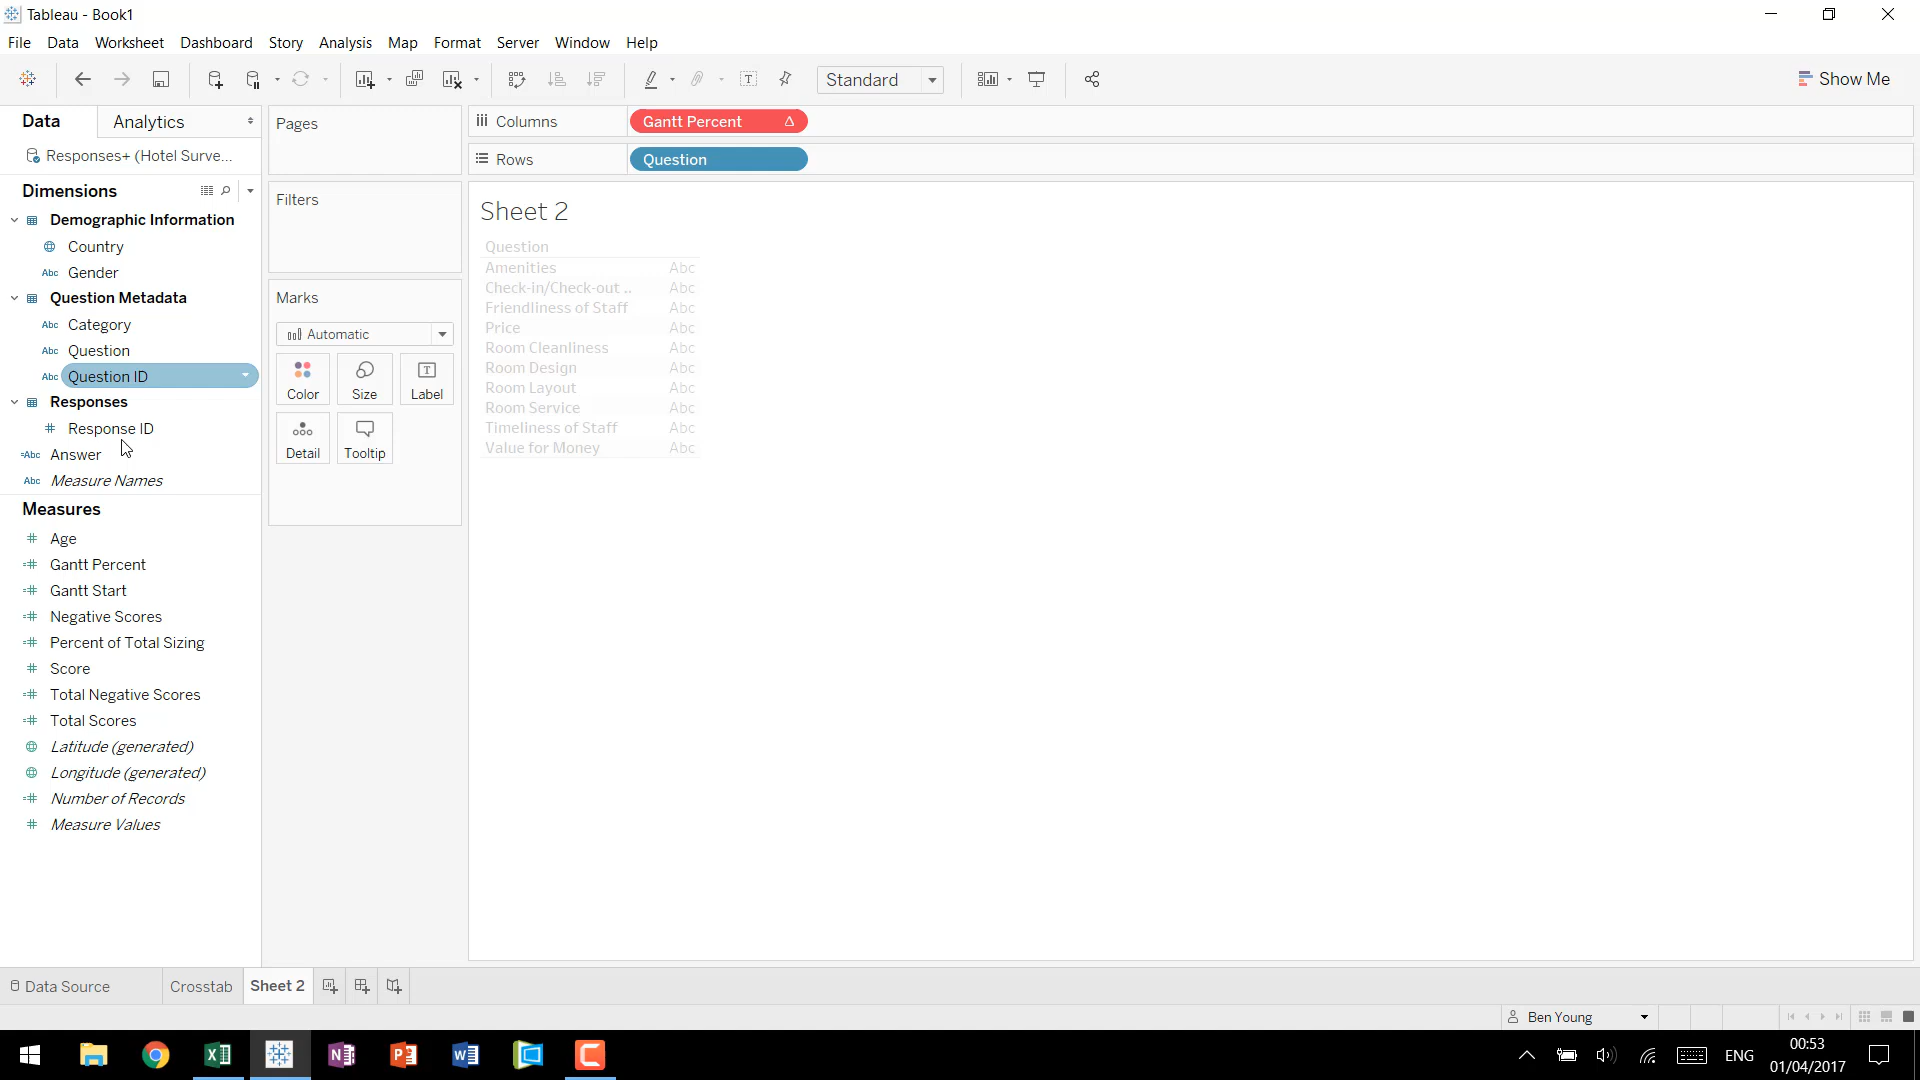 Tableau - Book1
File Data Worksheet Dashboard Story Analysis Map Format Server Window Help
Standard
Show Me
Data Analytics
Responses+ (Hotel Surve...
Dimensions
Demographic Information
Country
Abc Gender
Question Metadata
Abc Category
Abc Question
Abc Question ID
Responses
# Response ID
=Abc Answer
Abc Measure Names
Measures
# Age
=# Gantt Percent
=# Gantt Start
=# Negative Scores
=# Percent of Total Sizing
# Score
=# Total Negative Scores
=# Total Scores
Latitude (generated)
Longitude (generated)
=# Number of Records
# Measure Values
Pages
Filters
Marks
Automatic
Color Size Label
Detail Tooltip
Columns Gantt Percent Δ
Rows Question
Sheet 2
Question
Amenities Abc
Check-in/Check-out .. Abc
Friendliness of Staff Abc
Price Abc
Room Cleanliness Abc
Room Design Abc
Room Layout Abc
Room Service Abc
Timeliness of Staff Abc
Value for Money Abc
Data Source Crosstab Sheet 2
Ben Young
ENG
00:53
01/04/2017